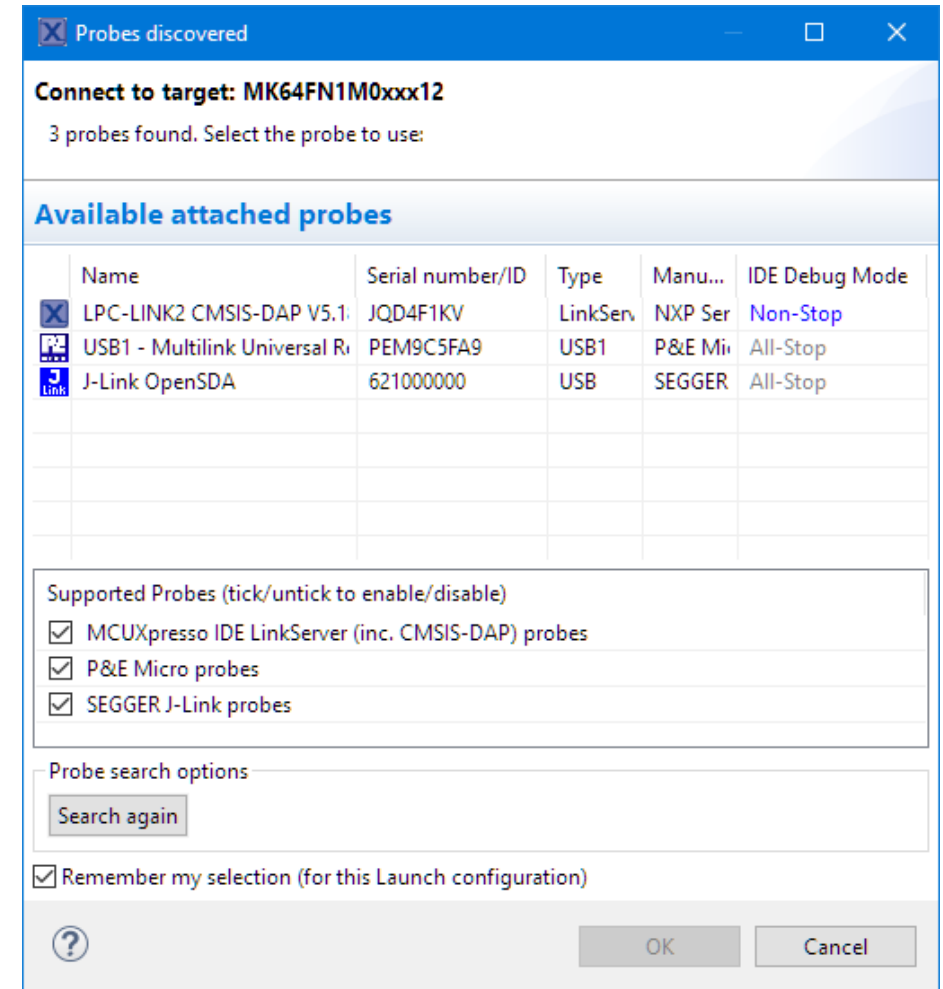 Probes discovered
Connect to target: MK64FN1M0xxx12
3 probes found. Select the probe to use:
Available attached probes
Name Serial number/ID Type Manu... IDE Debug Mode
LPC-LINK2 CMSIS-DAP V5.1 JQD4F1KV LinkServ NXP Ser Non-Stop
USB1 - Multilink Universal R PEM9C5FA9 USB1 P&E Mi All-Stop
J-Link OpenSDA 621000000 USB SEGGER All-Stop
Supported Probes (tick/untick to enable/disable)
MCUXpresso IDE LinkServer (inc. CMSIS-DAP) probes
P&E Micro probes
SEGGER J-Link probes
Probe search options
Search again
Remember my selection (for this Launch configuration)
OK Cancel